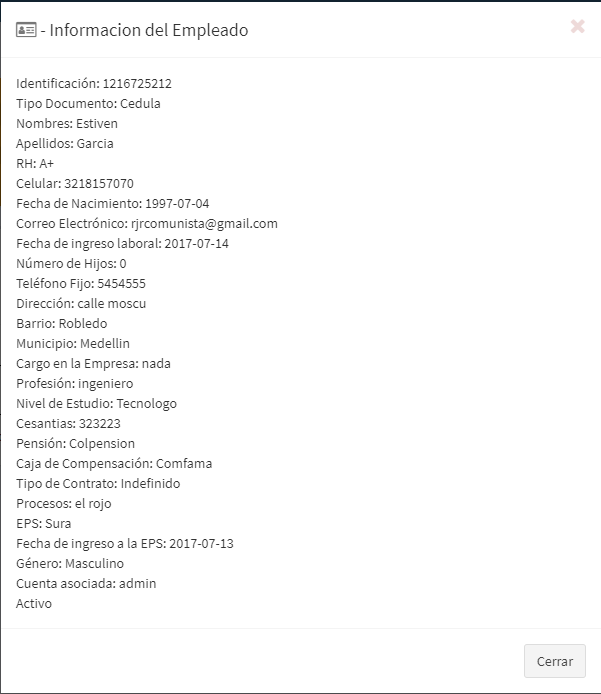 - Informacion del Empleado
Identificación: 1216725212
Tipo Documento: Cedula
Nombres: Estiven
Apellidos: Garcia
RH: A+
Celular: 3218157070
Fecha de Nacimiento: 1997-07-04
Correo Electrónico: rjrcomunista@gmail.com
Fecha de ingreso laboral: 2017-07-14
Número de Hijos: 0
Teléfono Fijo: 5454555
Dirección: calle moscu
Barrio: Robledo
Municipio: Medellin
Cargo en la Empresa: nada
Profesión: ingeniero
Nivel de Estudio: Tecnologo
Cesantias: 323223
Pensión: Colpension
Caja de Compensación: Comfama
Tipo de Contrato: Indefinido
Procesos: el rojo
EPS: Sura
Fecha de ingreso a la EPS: 2017-07-13
Género: Masculino
Cuenta asociada: admin
Activo
Cerrar